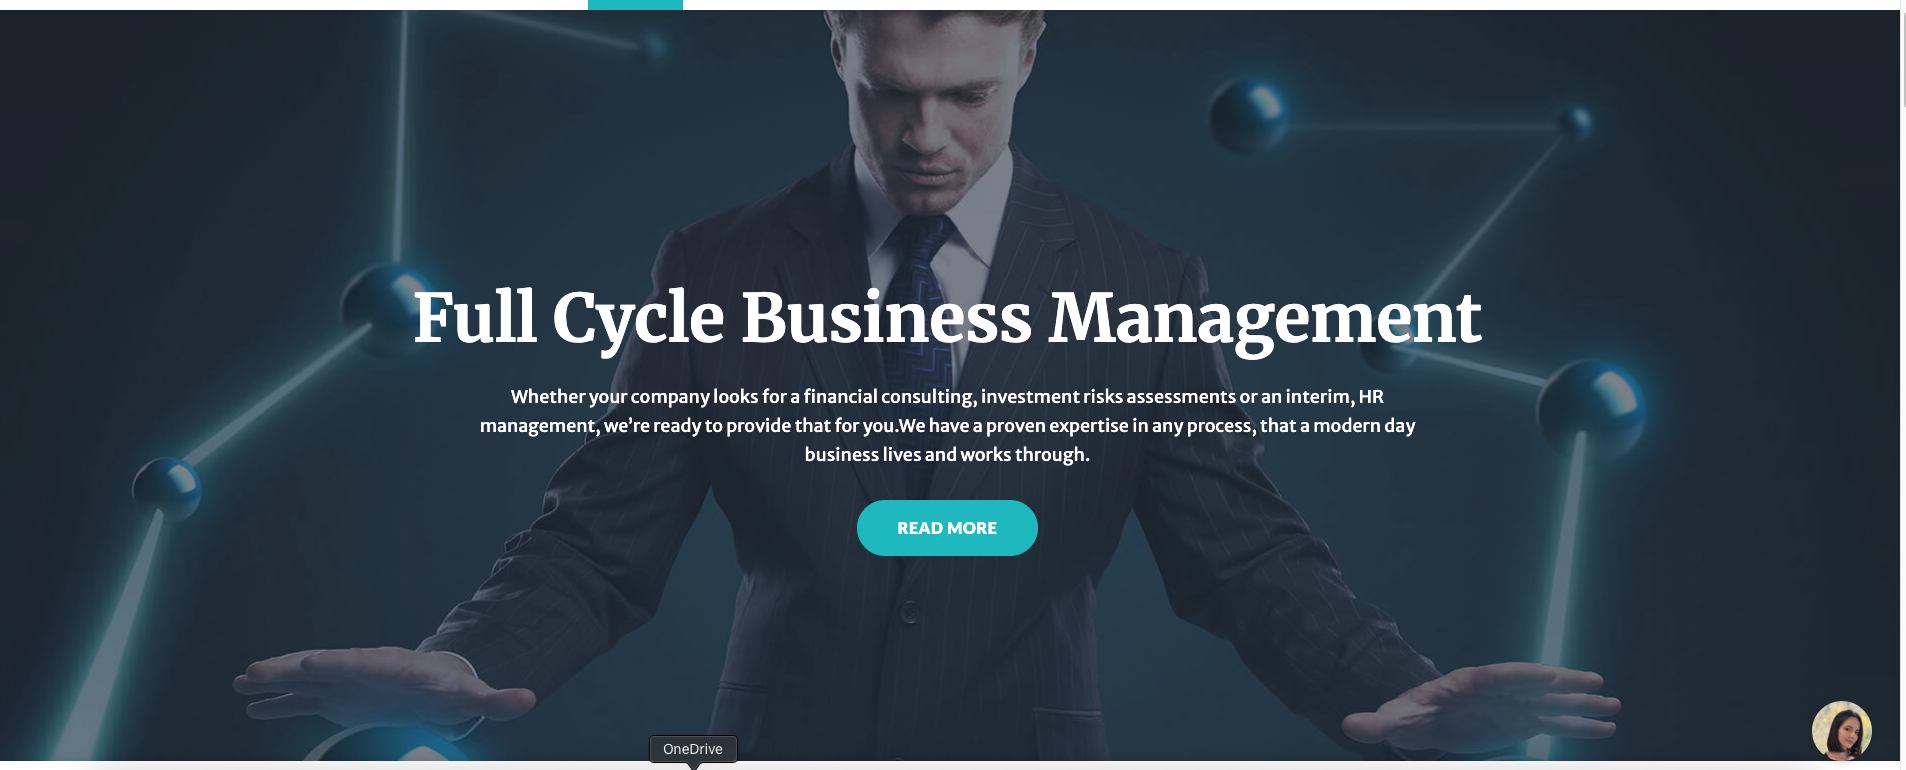 Full Cycle Business Management
Whether your company looks for a financial consulting, investment risks assessments or an interim, HR
management, we’re ready to provide that for you.We have a proven expertise in any process, that a modern day
business lives and works through.
READ MORE
OneDrive